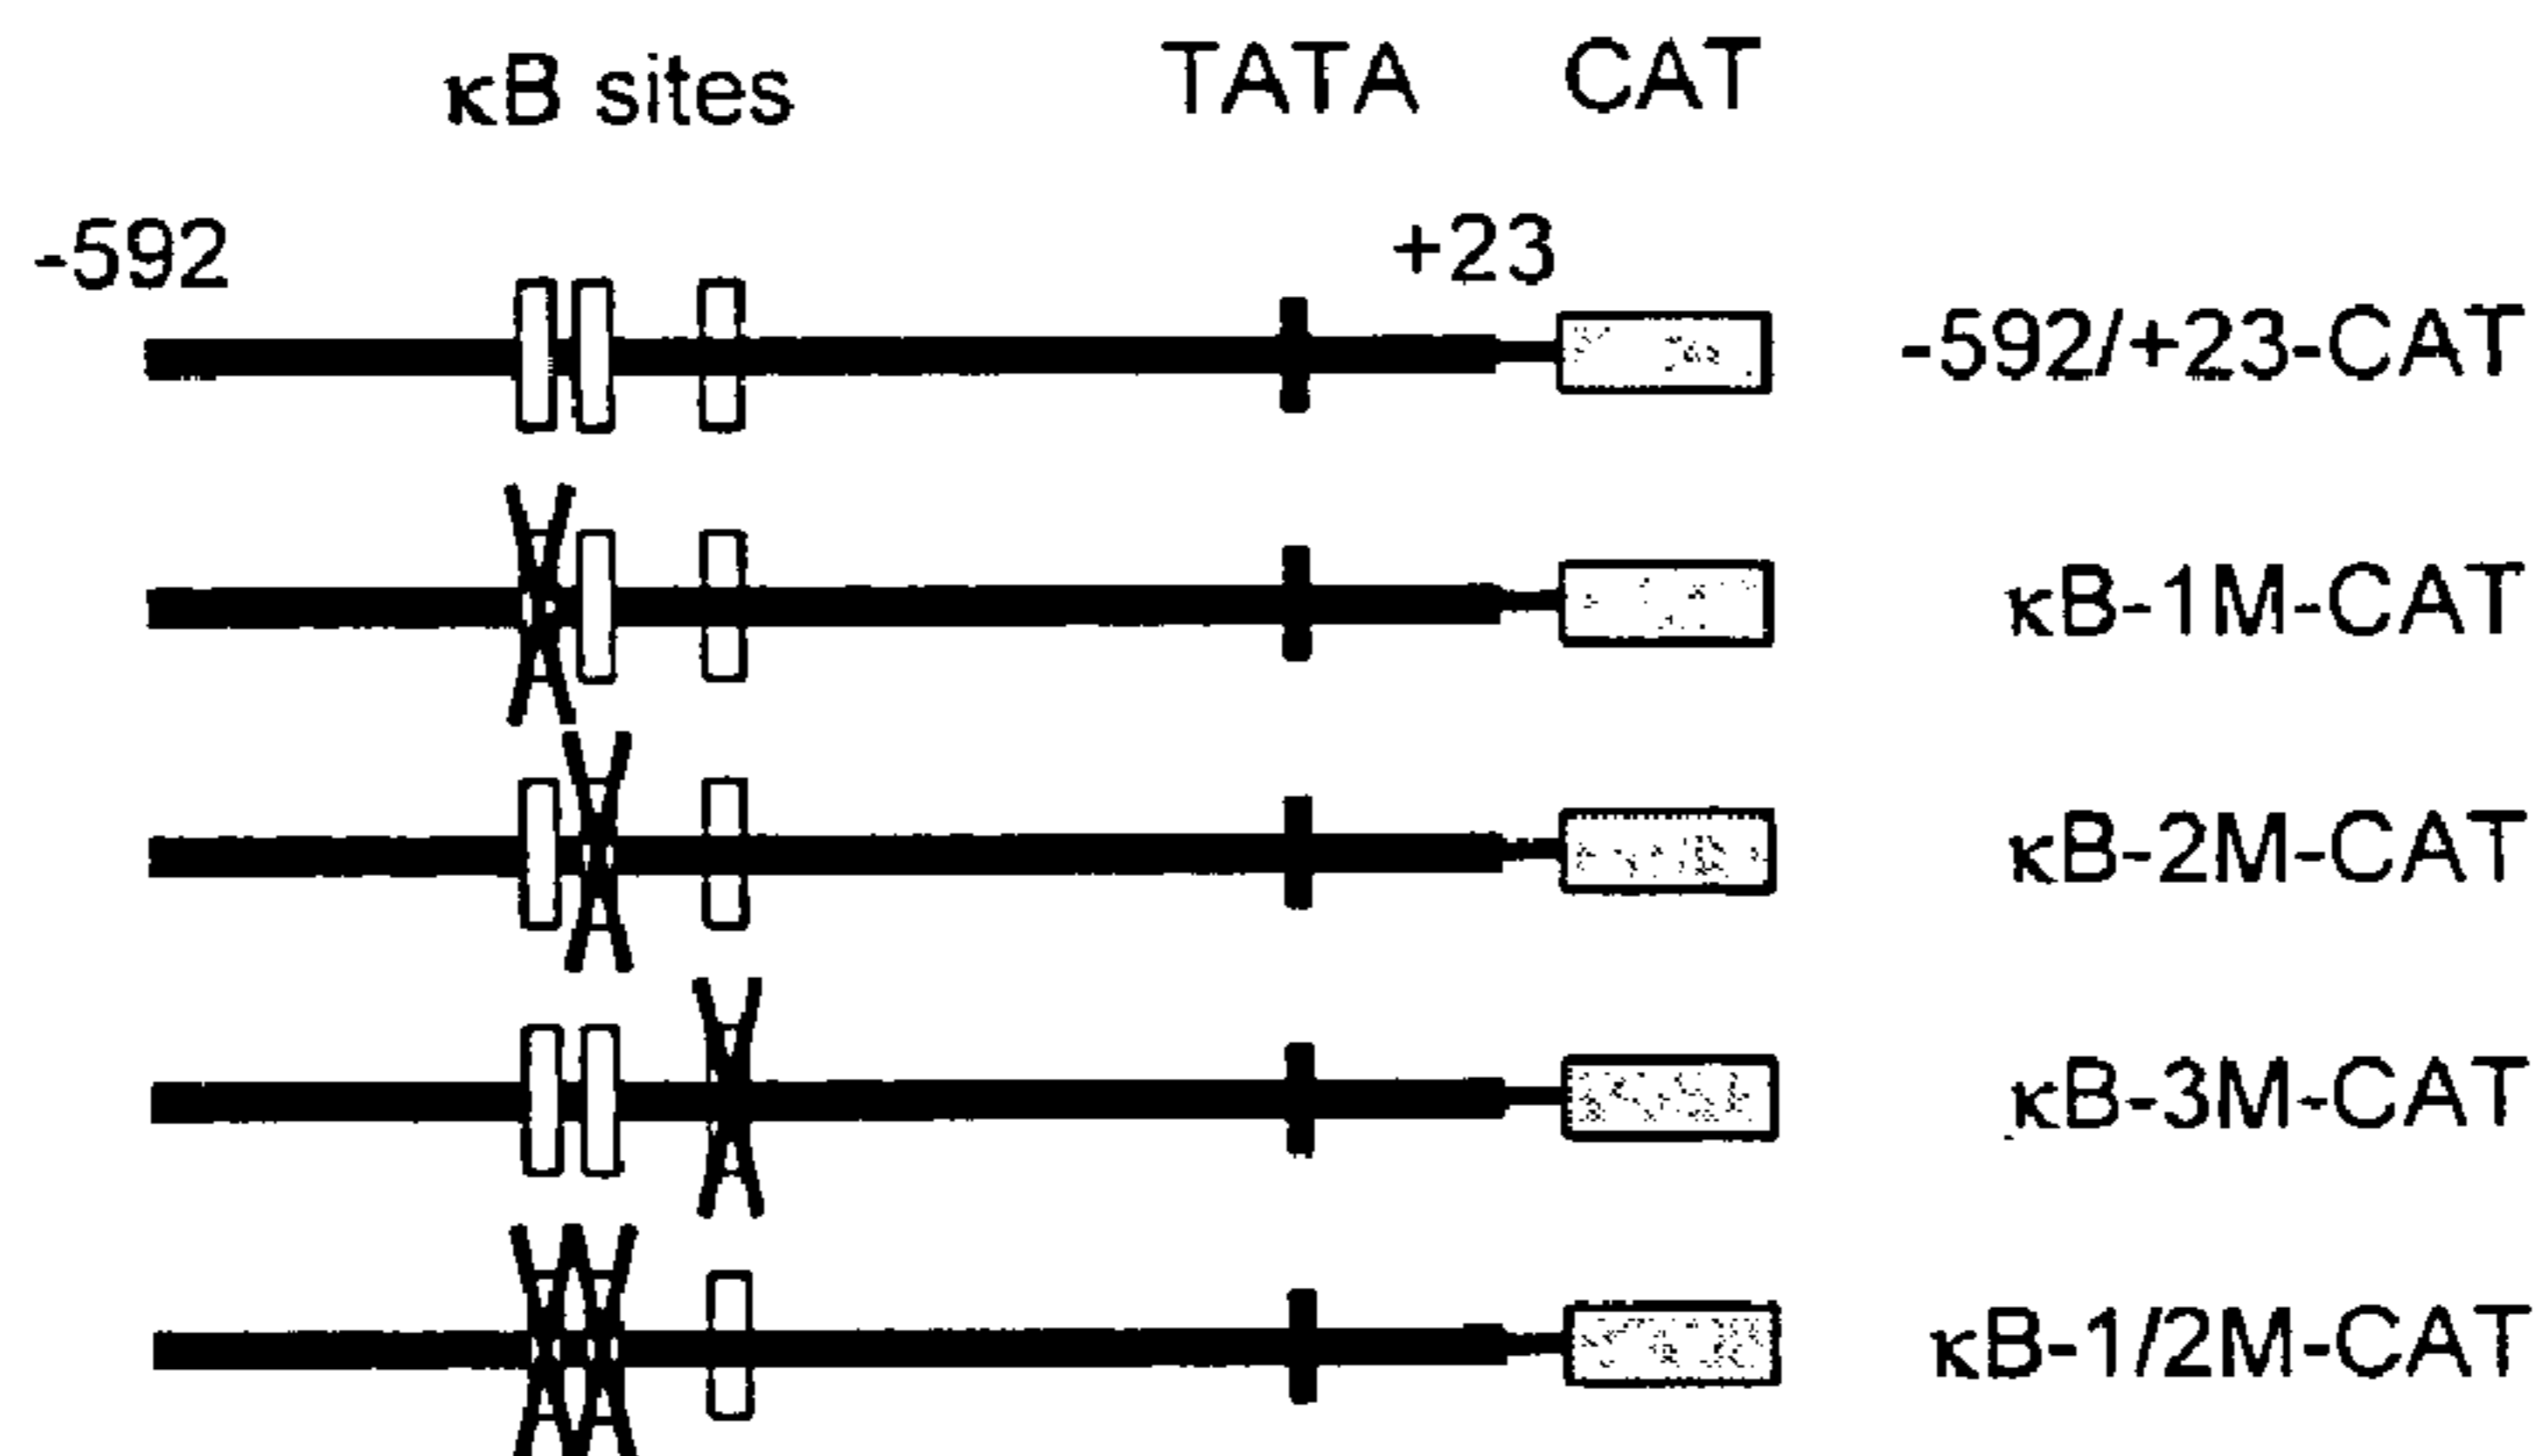 κB sites TATA CAT
-592 +23
-592/+23-CAT
κB-1M-CAT
κB-2M-CAT
κB-3M-CAT
κB-1/2M-CAT